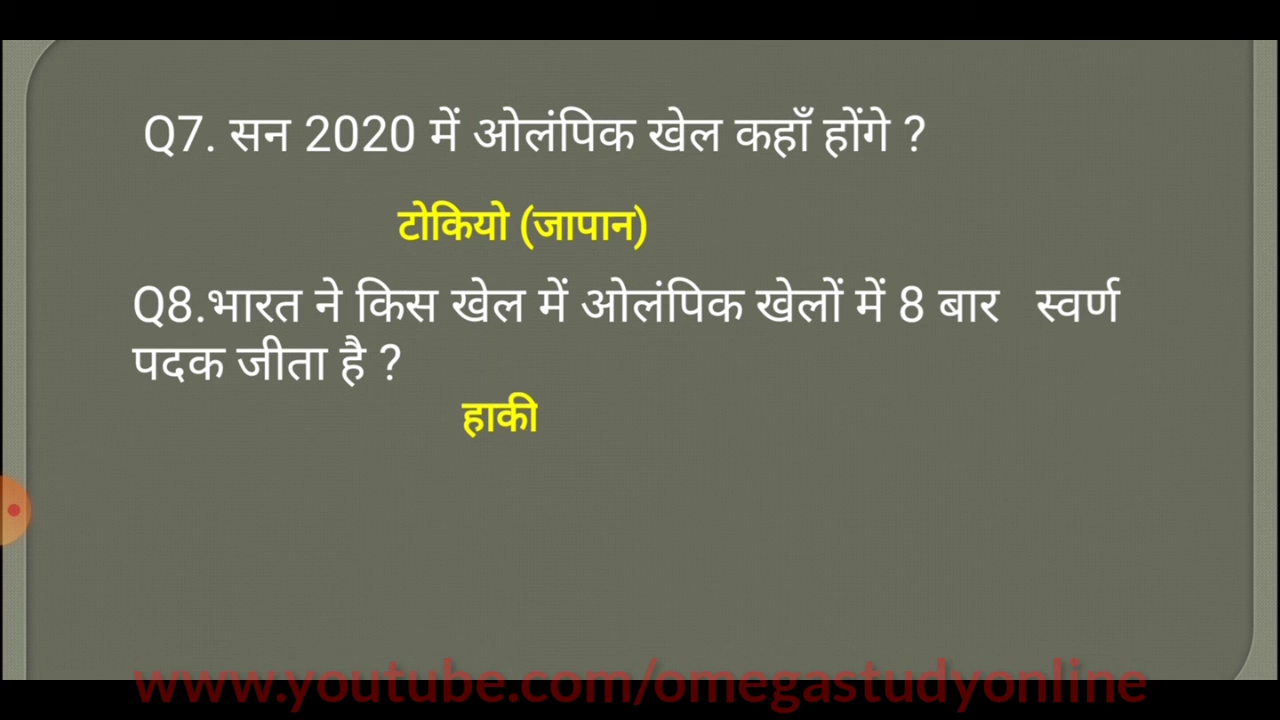 Q7. सन 2020 में ओलंपिक खेल कहाँ होंगे ?
टोकियो (जापान)
Q8.भारत ने किस खेल में ओलंपिक खेलों में 8 बार स्वर्ण
पदक जीता है ?
हाकी
www.youtube.com/omegastudyonline